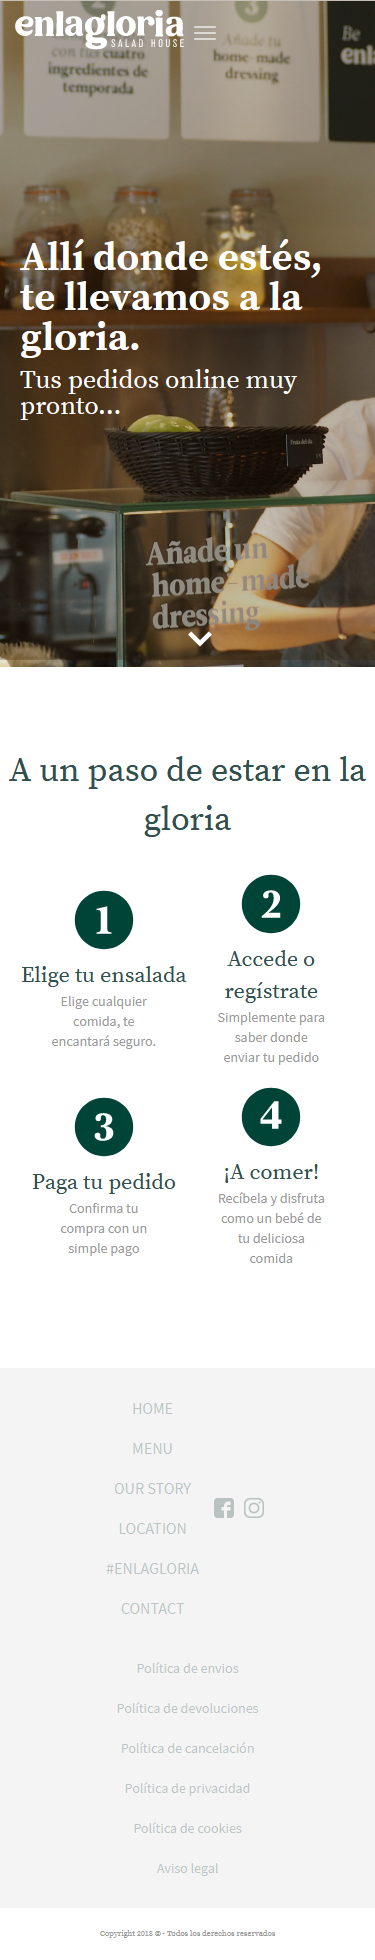 enlagloria
SALAD HOUSE
2
con tus cuatro
ingredientes de
temporada
3
Añade tu
home-made
dressing
Be
enl
Allí donde estés,
te llevamos a la
gloria.
Tus pedidos online muy
pronto...
Fruta del día
Añade un
home-made
dressing
A un paso de estar en la
gloria
1
Elige tu ensalada
Elige cualquier
comida, te
encantará seguro.
2
Accede o
regístrate
Simplemente para
saber donde
enviar tu pedido
3
Paga tu pedido
Confirma tu
compra con un
simple pago
4
¡A comer!
Recíbela y disfruta
como un bebé de
tu deliciosa
comida
HOME
MENU
OUR STORY
LOCATION
#ENLAGLORIA
CONTACT
Política de envios
Política de devoluciones
Política de cancelación
Política de privacidad
Política de cookies
Aviso legal
Copyright 2018 © - Todos los derechos reservados